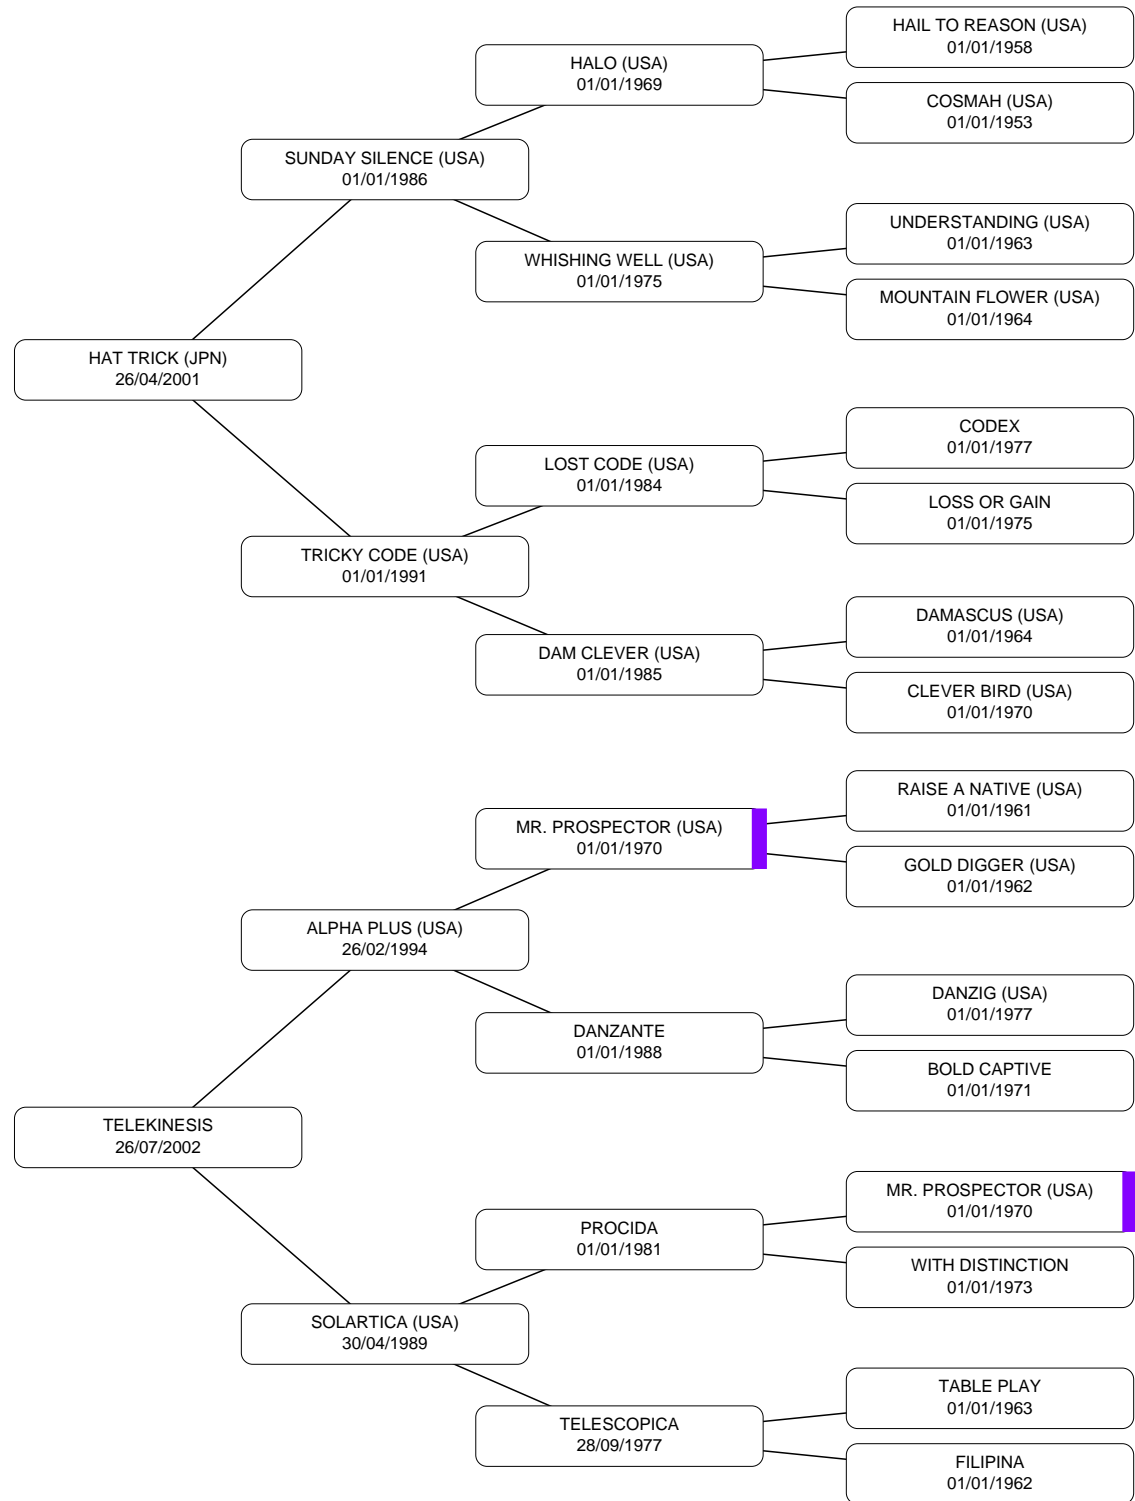 HAIL TO REASON (USA)
01/01/1958
HALO (USA)
01/01/1969
COSMAH (USA)
01/01/1953
SUNDAY SILENCE (USA)
01/01/1986
UNDERSTANDING (USA)
01/01/1963
WHISHING WELL (USA)
01/01/1975
MOUNTAIN FLOWER (USA)
01/01/1964
HAT TRICK (JPN)
26/04/2001
CODEX
01/01/1977
LOST CODE (USA)
01/01/1984
LOSS OR GAIN
01/01/1975
TRICKY CODE (USA)
01/01/1991
DAMASCUS (USA)
01/01/1964
DAM CLEVER (USA)
01/01/1985
CLEVER BIRD (USA)
01/01/1970
RAISE A NATIVE (USA)
01/01/1961
MR. PROSPECTOR (USA)
01/01/1970
GOLD DIGGER (USA)
01/01/1962
ALPHA PLUS (USA)
26/02/1994
DANZIG (USA)
01/01/1977
DANZANTE
01/01/1988
BOLD CAPTIVE
01/01/1971
TELEKINESIS
26/07/2002
MR. PROSPECTOR (USA)
01/01/1970
PROCIDA
01/01/1981
WITH DISTINCTION
01/01/1973
SOLARTICA (USA)
30/04/1989
TABLE PLAY
01/01/1963
TELESCOPICA
28/09/1977
FILIPINA
01/01/1962